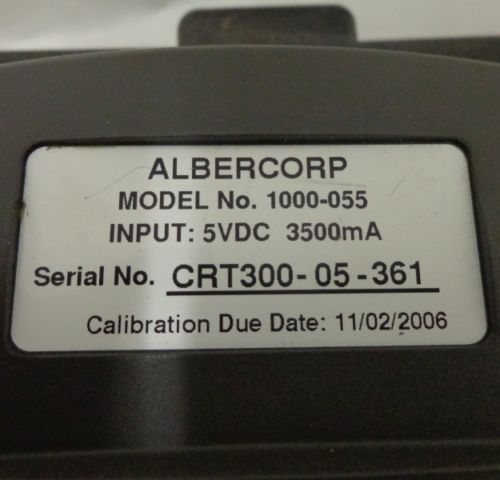 ALBERCORP
MODEL No. 1000-055
INPUT: 5VDC 3500mA
Serial No. CRT300-05-361
Calibration Due Date: 11/02/2006